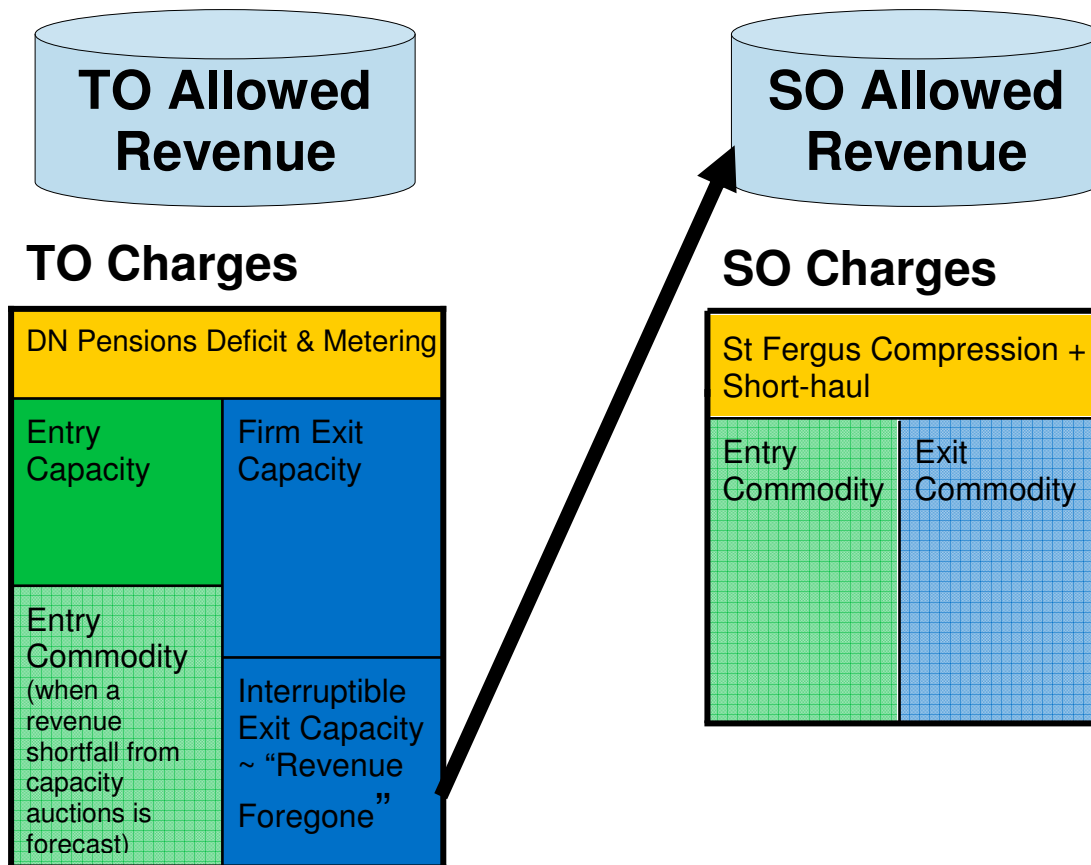 TO Allowed
Revenue
SO Allowed
Revenue
TO Charges
SO Charges
DN Pensions Deficit & Metering
Entry
Capacity
Firm Exit
Capacity
Entry
Commodity
(when a
revenue
shortfall from
capacity
auctions is
forecast)
Interruptible
Exit Capacity
~ “Revenue
Foregone”
St Fergus Compression +
Short-haul
Entry
Commodity
Exit
Commodity